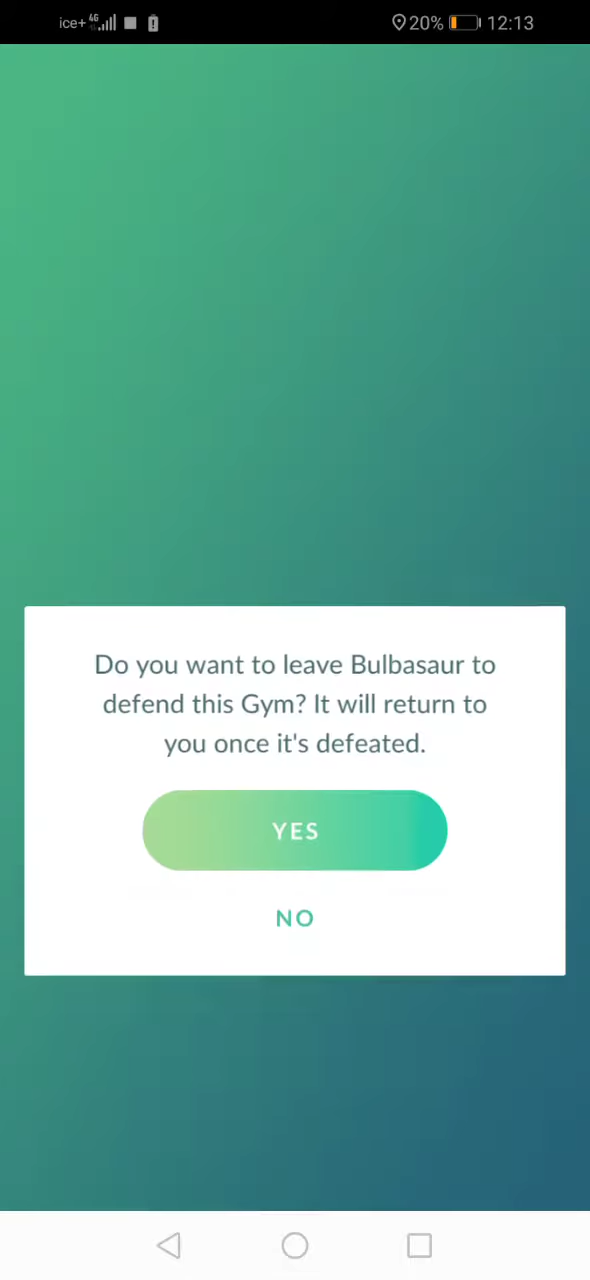 ice+ 4G 20% 12:13
Do you want to leave Bulbasaur to
defend this Gym? It will return to
you once it's defeated.
YES
NO